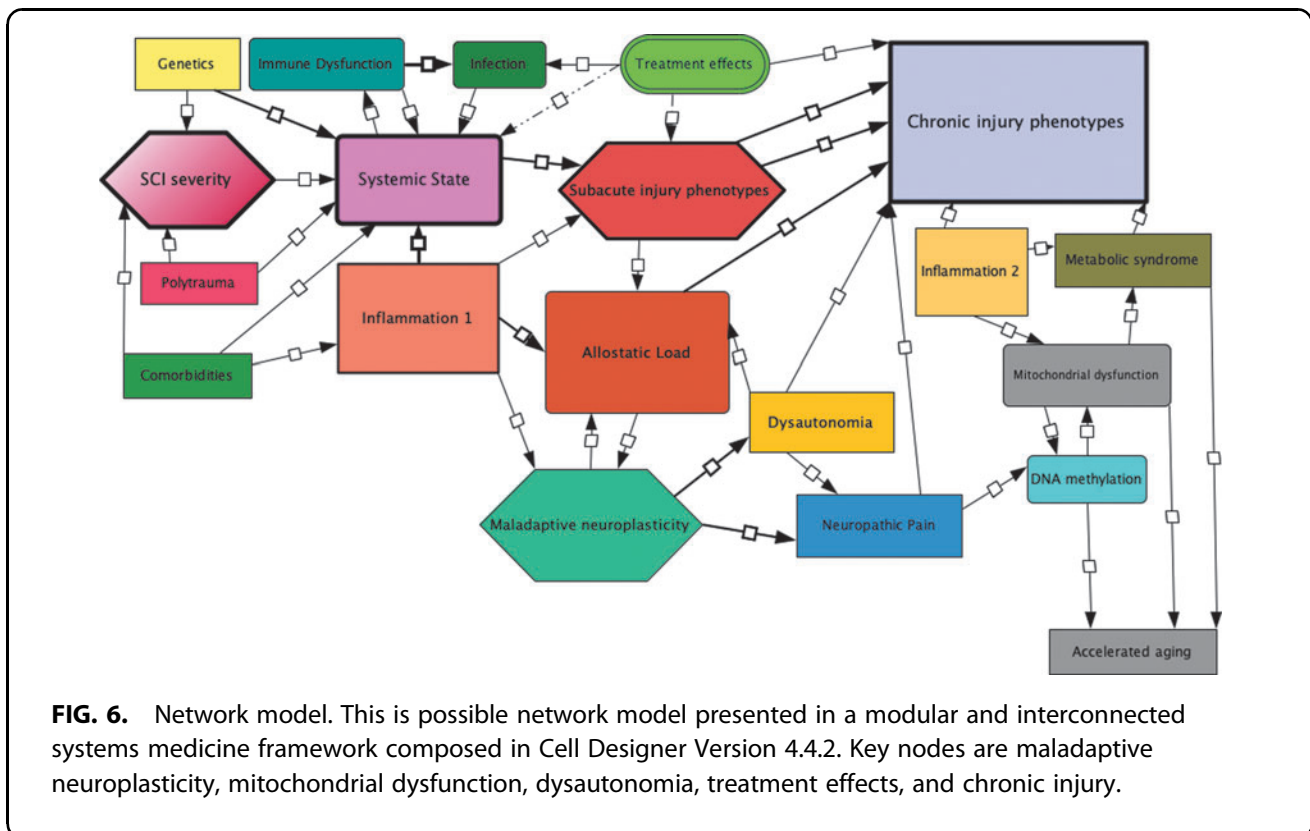 Genetics
Immune Dysfunction
Infection
Treatment effects
Chronic injury phenotypes
SCI severity
Systemic State
Subacute injury phenotypes
Polytrauma
Inflammation 1
Inflammation 2
Metabolic syndrome
Comorbidities
Allostatic Load
Mitochondrial dysfunction
Dysautonomia
DNA methylation
Maladaptive neuroplasticity
Neuropathic Pain
Accelerated aging
FIG. 6. Network model. This is possible network model presented in a modular and interconnected
systems medicine framework composed in Cell Designer Version 4.4.2. Key nodes are maladaptive
neuroplasticity, mitochondrial dysfunction, dysautonomia, treatment effects, and chronic injury.